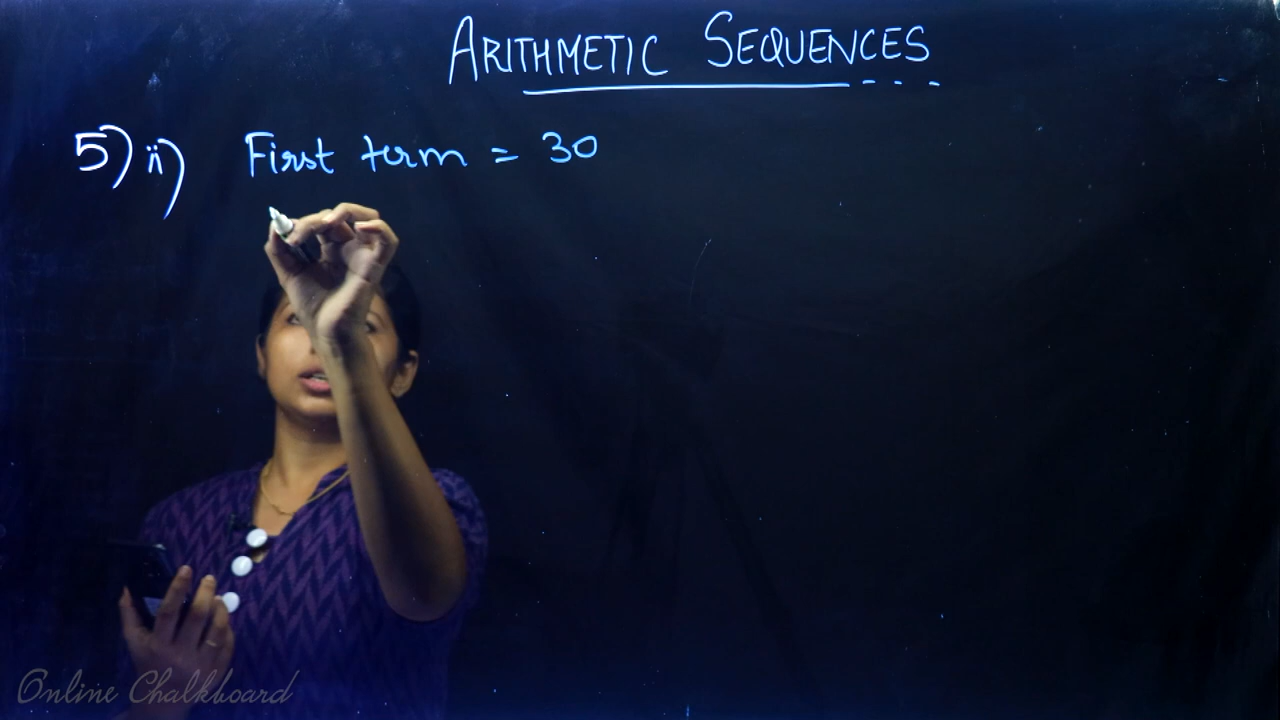 ARITHMETIC SEQUENCES
5) ii) First term = 30
Online Chalkboard